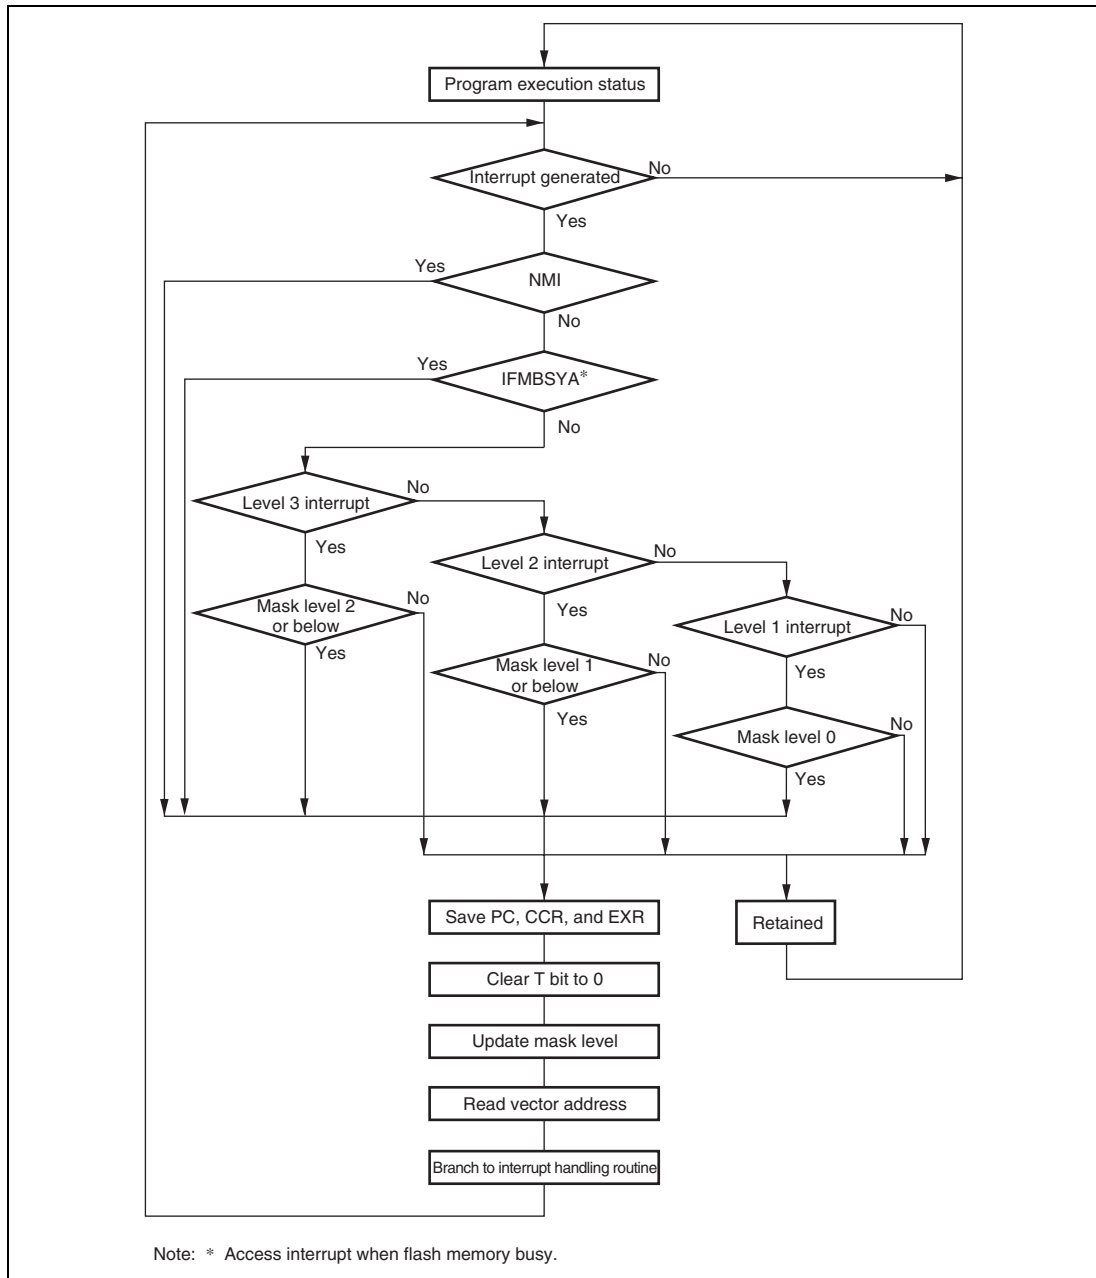 Program execution status
Interrupt generated
No
Yes
Yes
NMI
No
Yes
IFMBSYA*
No
Level 3 interrupt
No
Yes
Level 2 interrupt
No
Yes
Mask level 2
or below
No
Yes
Level 1 interrupt
No
Yes
Mask level 1
or below
No
Yes
Mask level 0
No
Yes
Save PC, CCR, and EXR
Retained
Clear T bit to 0
Update mask level
Read vector address
Branch to interrupt handling routine
Note: * Access interrupt when flash memory busy.